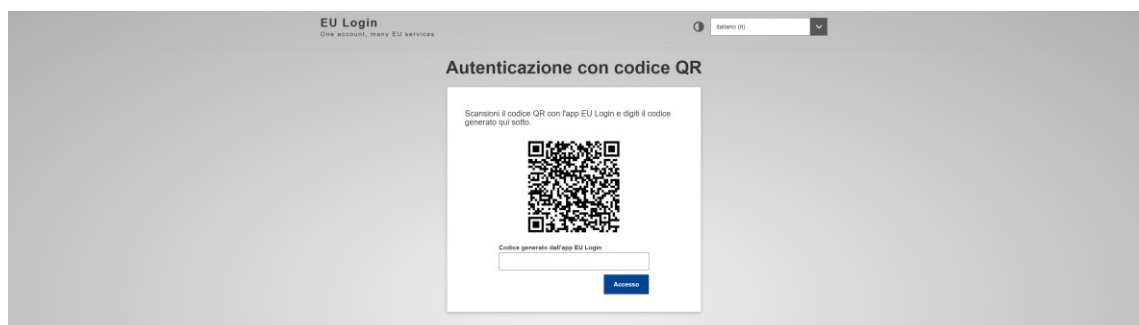 EU Login
One account, many EU services
italiano (it)
Autenticazione con codice QR
Scansioni il codice QR con l'app EU Login e digiti il codice
generato qui sotto.
Codice generato dall'app EU Login
Accesso